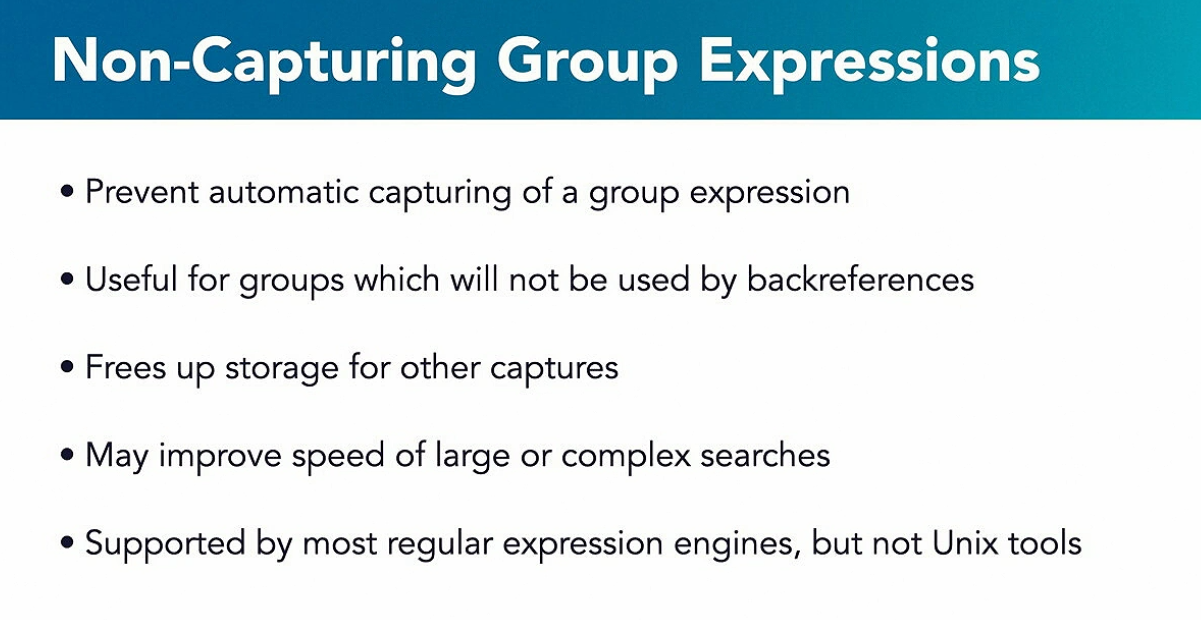 Non-Capturing Group Expressions
• Prevent automatic capturing of a group expression
• Useful for groups which will not be used by backreferences
• Frees up storage for other captures
• May improve speed of large or complex searches
• Supported by most regular expression engines, but not Unix tools